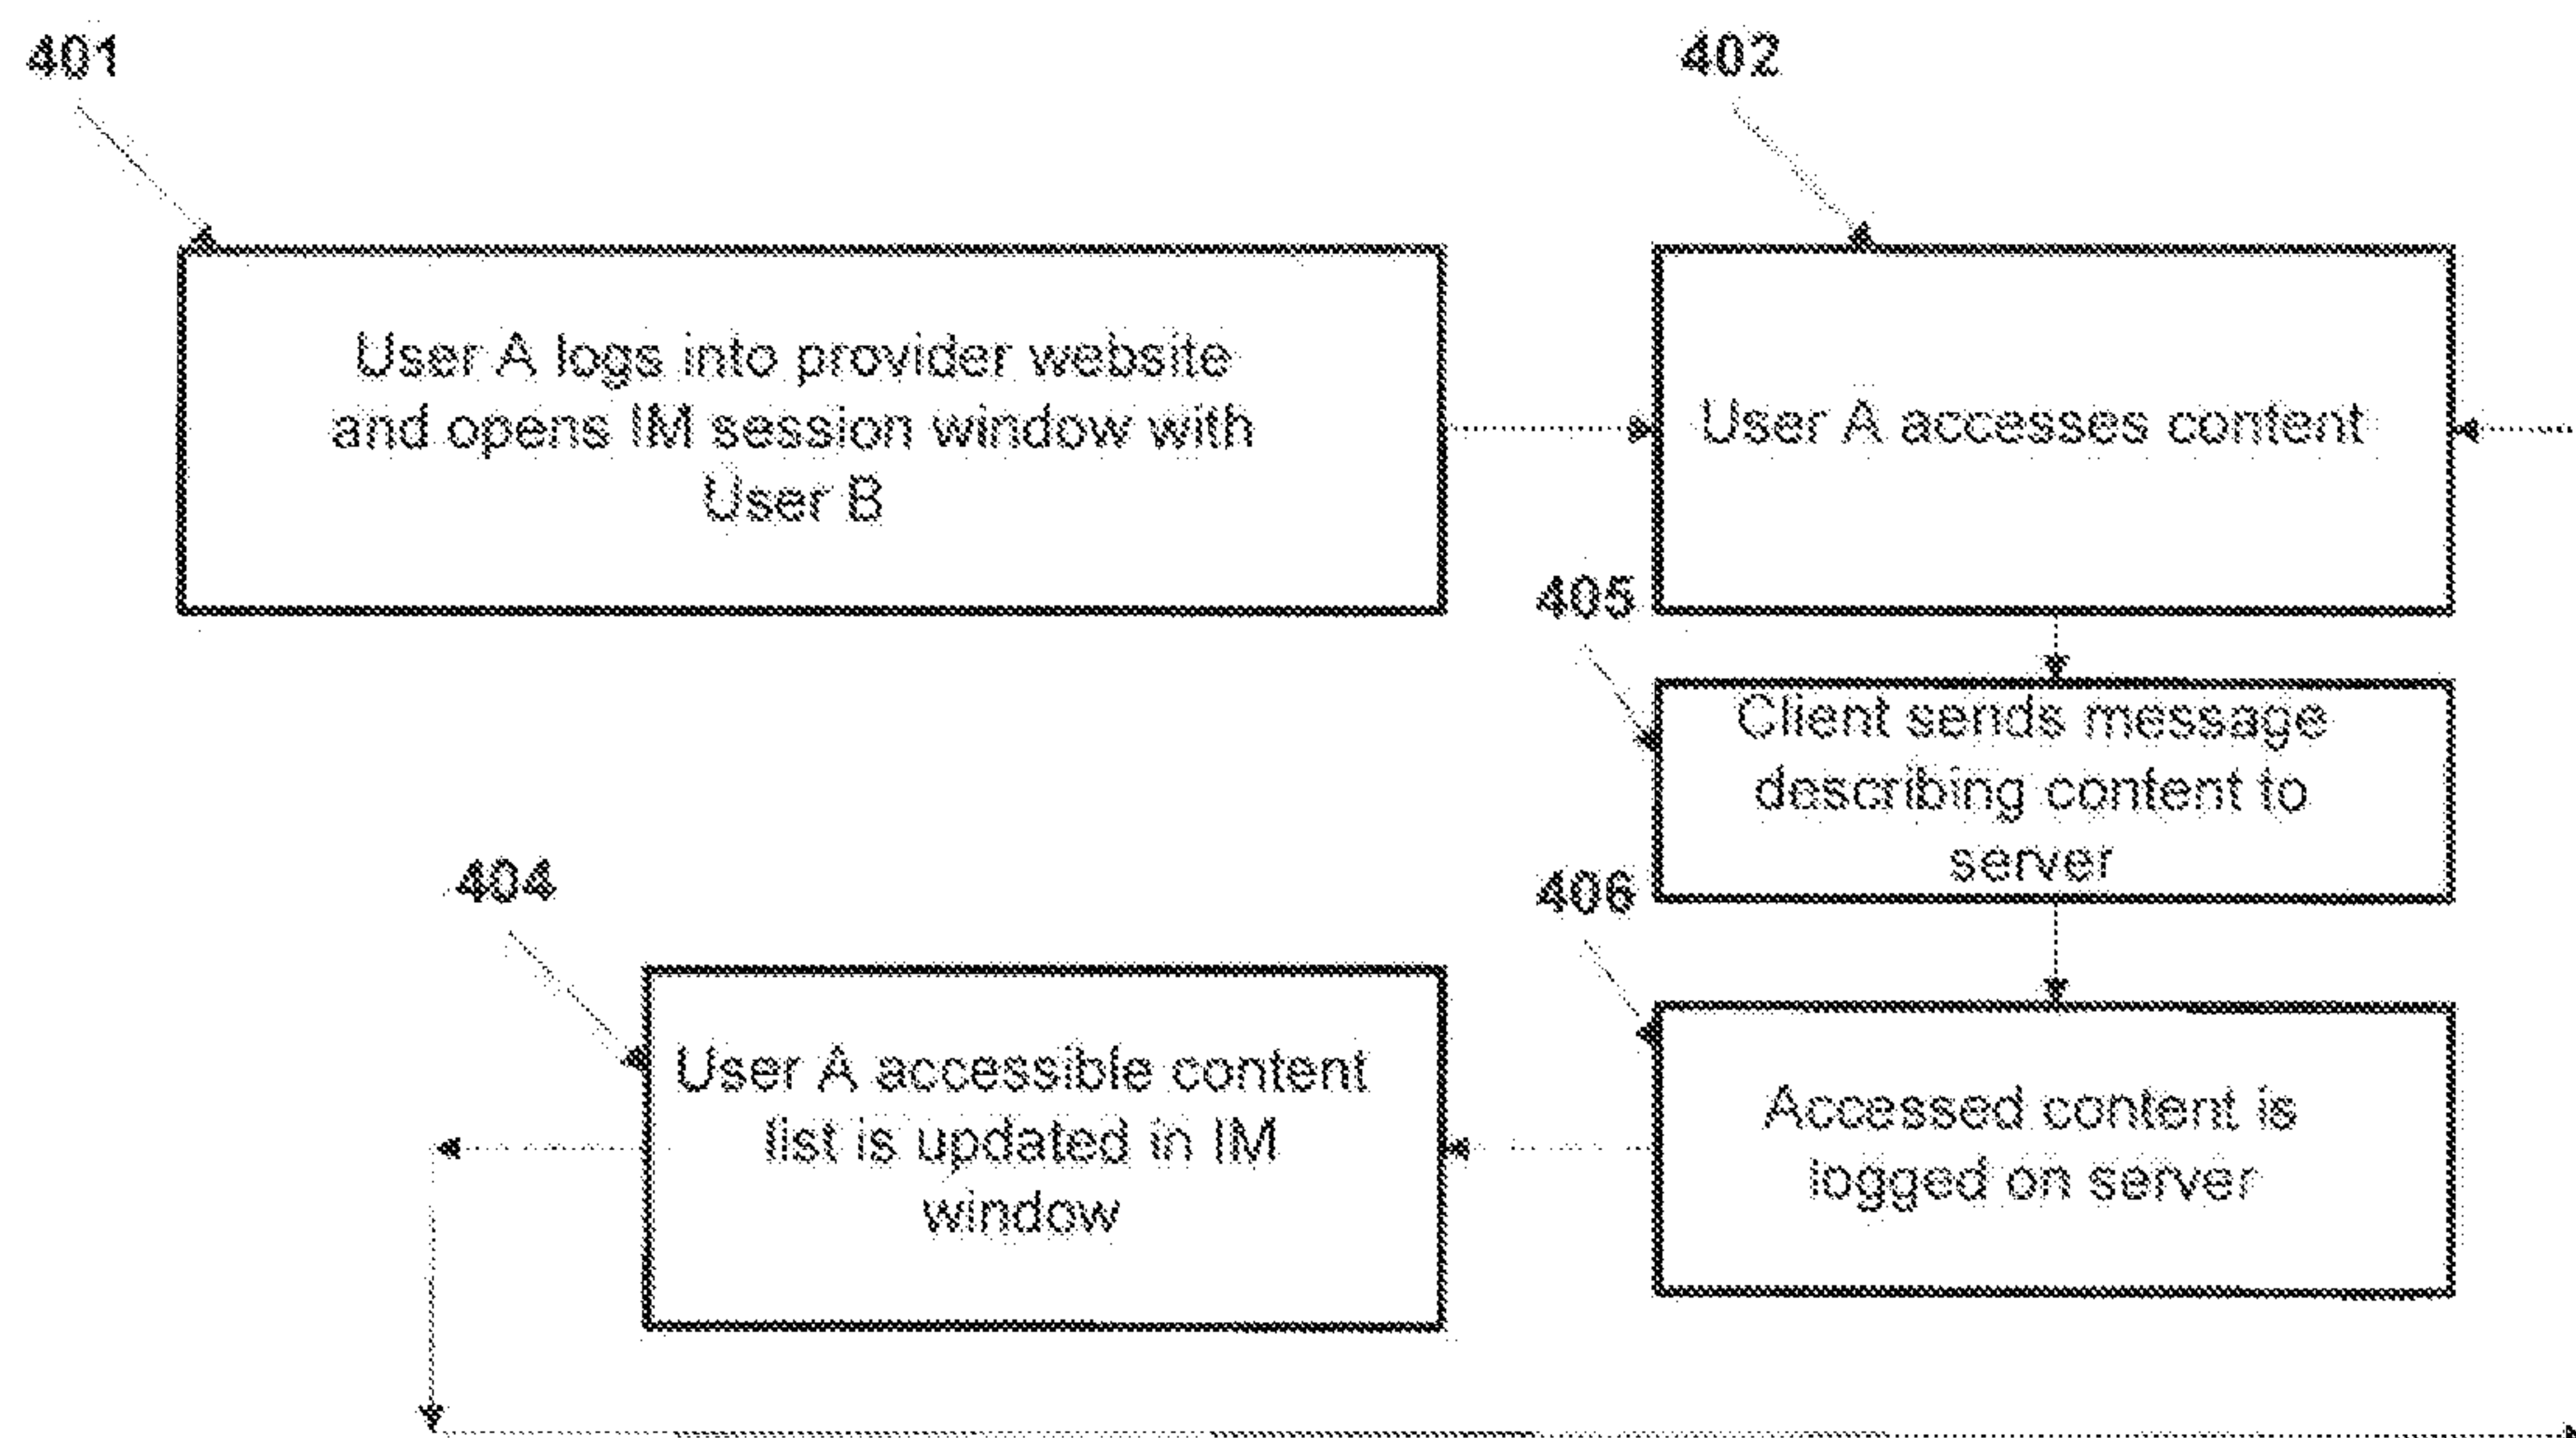 401
402
User A logs into provider website
and opens IM session window with
User B
User A accesses content
405
Client sends message
describing content to
server
404
406
User A accessible content
list is updated in IM
window
Accessed content is
logged on server